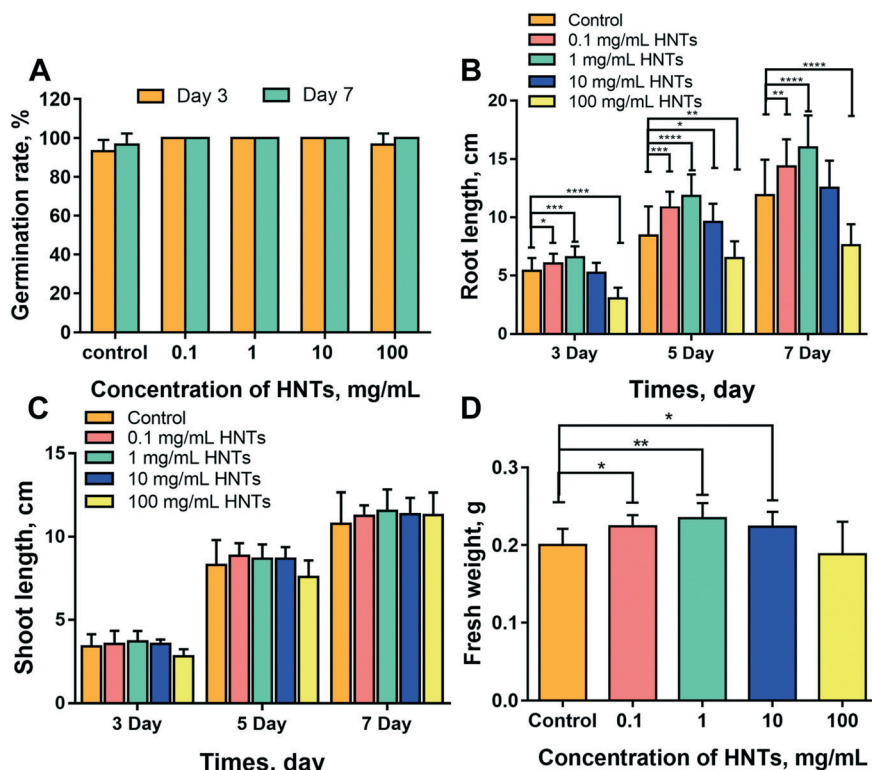 A
Day 3
Day 7
Germination rate, %
120
100
80
60
40
20
0
control
0.1
1
10
100
Concentration of HNTs, mg/mL
B
Control
0.1 mg/mL HNTs
1 mg/mL HNTs
10 mg/mL HNTs
100 mg/mL HNTs
Root length, cm
20
15
10
5
0
****
***
*
**
*
****
***
****
****
**
3 Day
5 Day
7 Day
Times, day
C
Control
0.1 mg/mL HNTs
1 mg/mL HNTs
10 mg/mL HNTs
100 mg/mL HNTs
Shoot length, cm
15
10
5
0
3 Day
5 Day
7 Day
Times, day
D
*
**
*
Fresh weight, g
0.3
0.2
0.1
0.0
Control
0.1
1
10
100
Concentration of HNTs, mg/mL